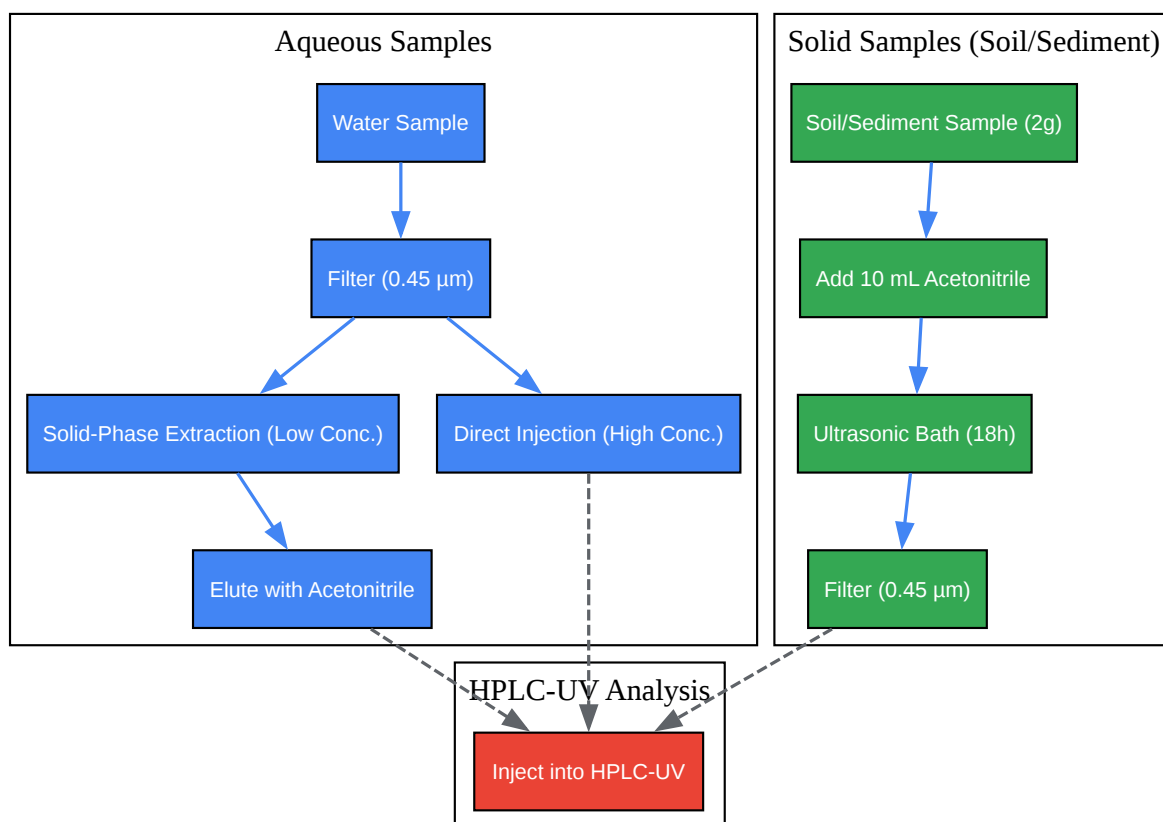 Aqueous Samples
Water Sample
Filter (0.45 µm)
Solid-Phase Extraction (Low Conc.)
Direct Injection (High Conc.)
Elute with Acetonitrile
Solid Samples (Soil/Sediment)
Soil/Sediment Sample (2g)
Add 10 mL Acetonitrile
Ultrasonic Bath (18h)
Filter (0.45 µm)
HPLC-UV Analysis
Inject into HPLC-UV